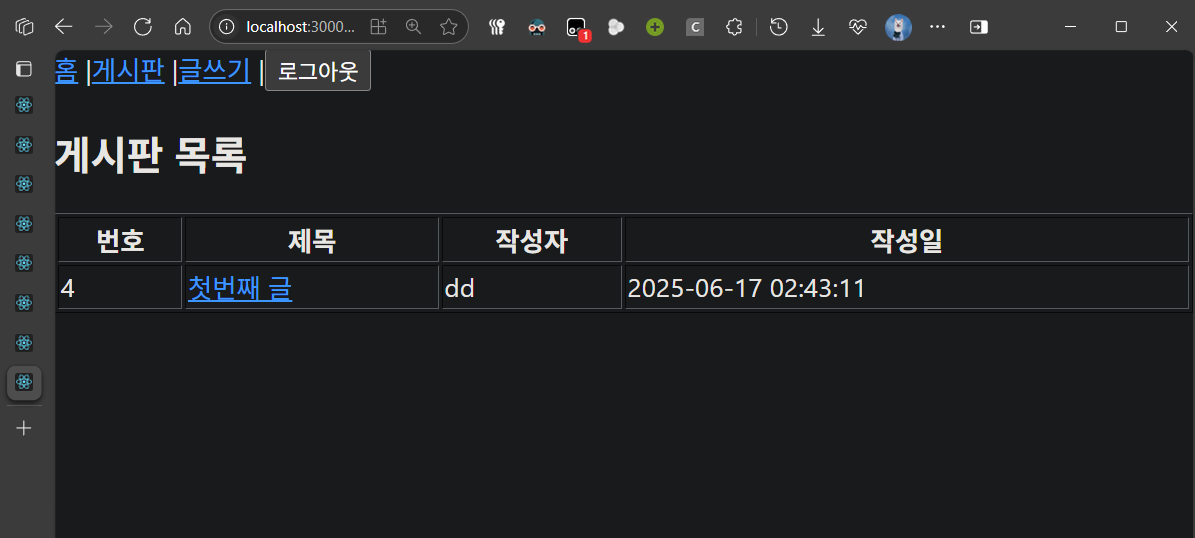 localhost:3000...
1
C
홈 |게시판 |글쓰기 |로그아웃
게시판 목록
번호 제목 작성자 작성일
4 첫번째 글 dd 2025-06-17 02:43:11